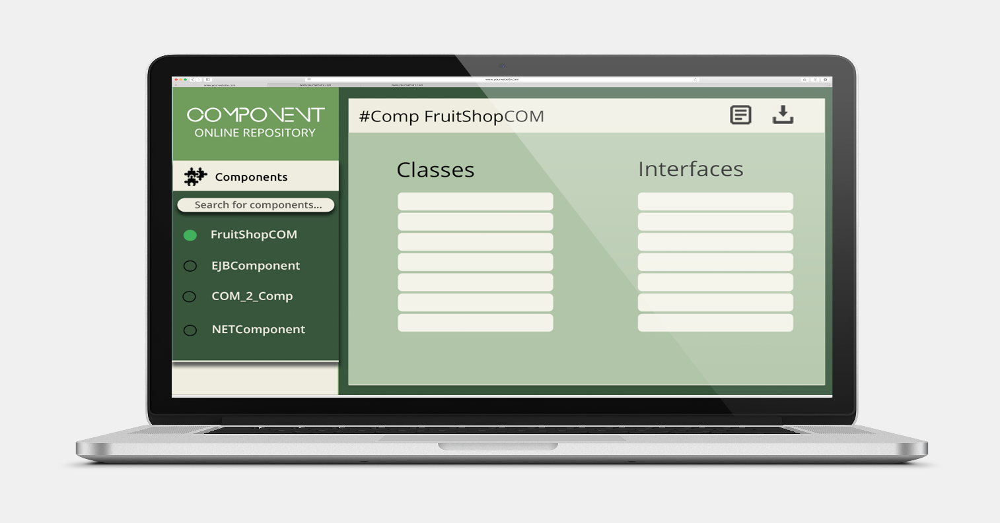 www.yourwebsite.com
www.yourwebsite.com
www.yourwebsite.com
www.yourwebsite.com
COMPONENT
ONLINE REPOSITORY
Components
Search for components...
FruitShopCOM
EJBComponent
COM_2_Comp
NETComponent
#Comp FruitShopCOM
Classes
Interfaces